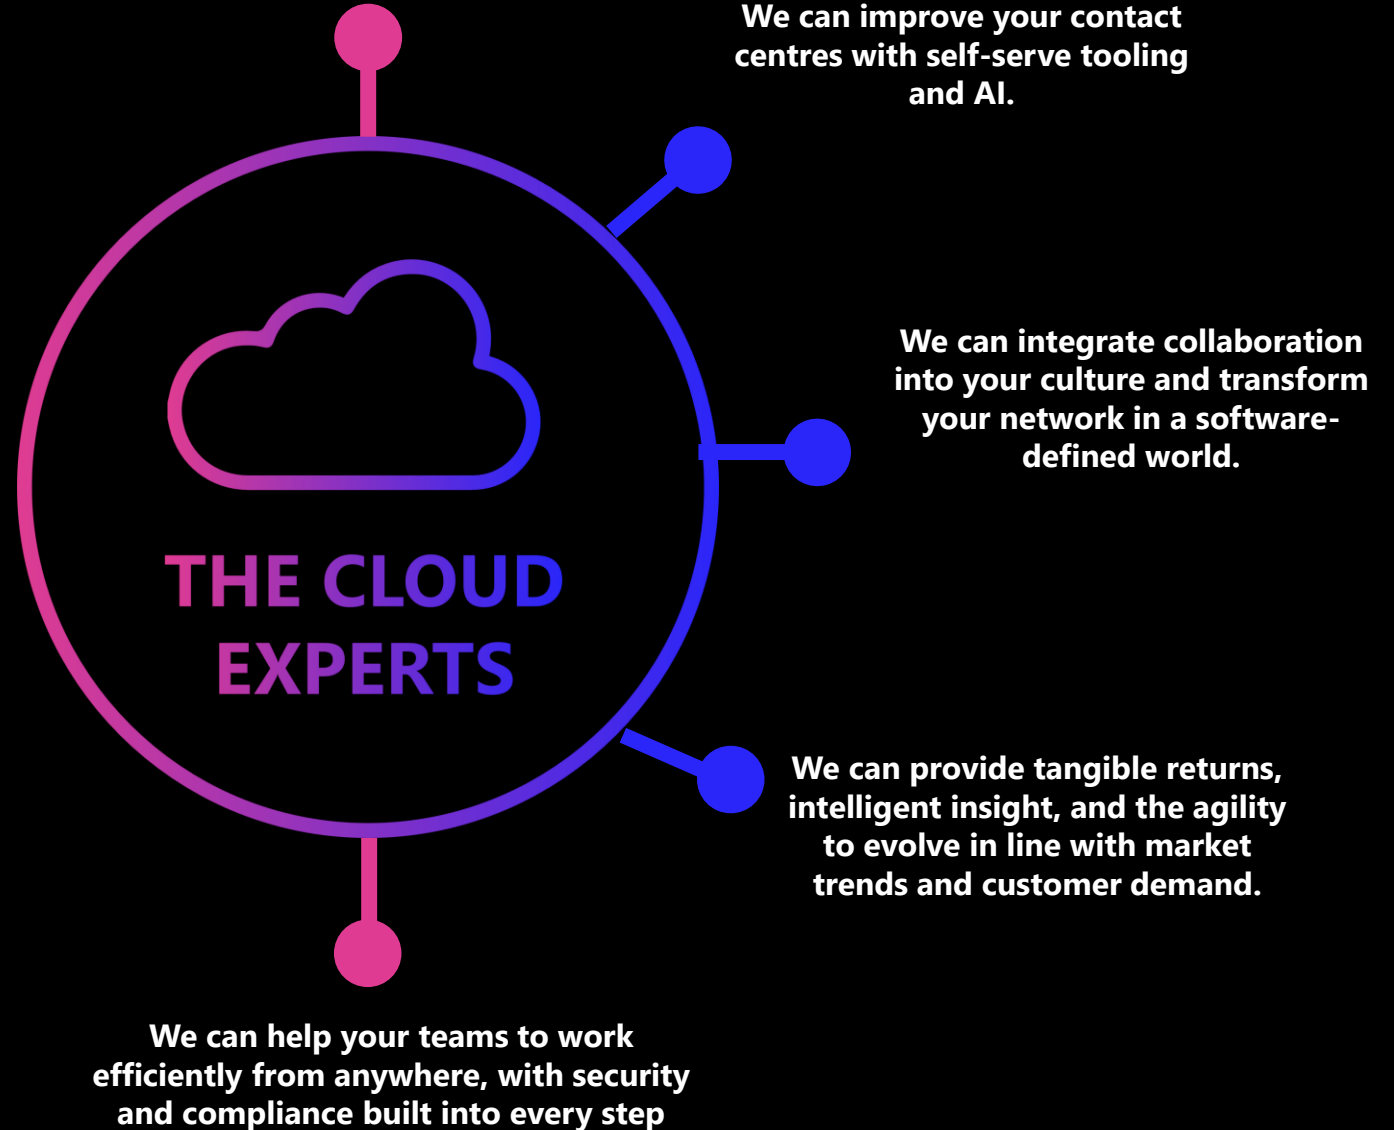 We can improve your contact
centres with self-serve tooling
and AI.
We can integrate collaboration
into your culture and transform
your network in a software-
defined world.
THE CLOUD
EXPERTS
We can provide tangible returns,
intelligent insight, and the agility
to evolve in line with market
trends and customer demand.
We can help your teams to work
efficiently from anywhere, with security
and compliance built into every step